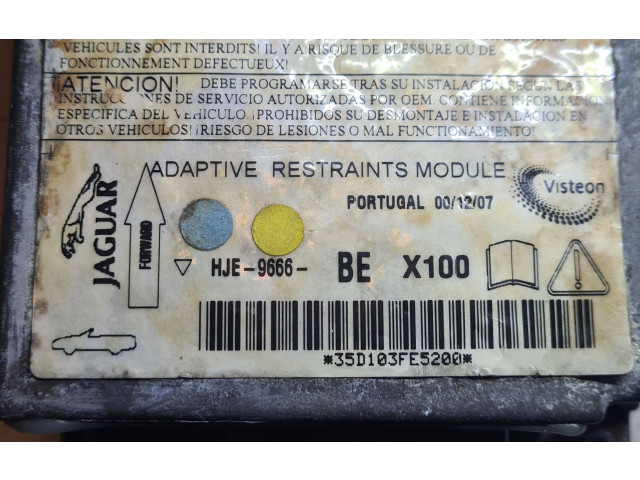 VEHICULES SONT INTERDITS! IL Y A RISQUE DE BLESSURE OU DE
FONCTIONNEMENT DEFECTUEUX!
¡ATENCION! DEBE PROGRAMARSE TRAS SU INSTALACION SEGUN LAS
INSTRUCCIONES DE SERVICIO AUTORIZADAS POR OEM. CONTIENE INFORMACION
ESPECIFICA DEL VEHICULO. ¡PROHIBIDOS SU DESMONTAJE E INSTALACION EN
OTROS VEHICULOS! ¡RIESGO DE LESIONES O MAL FUNCIONAMIENTO!
ADAPTIVE RESTRAINTS MODULE
PORTUGAL 00/12/07
Visteon
JAGUAR
FORWARD
HJE-9666- BE X100
*35D103FE5200*